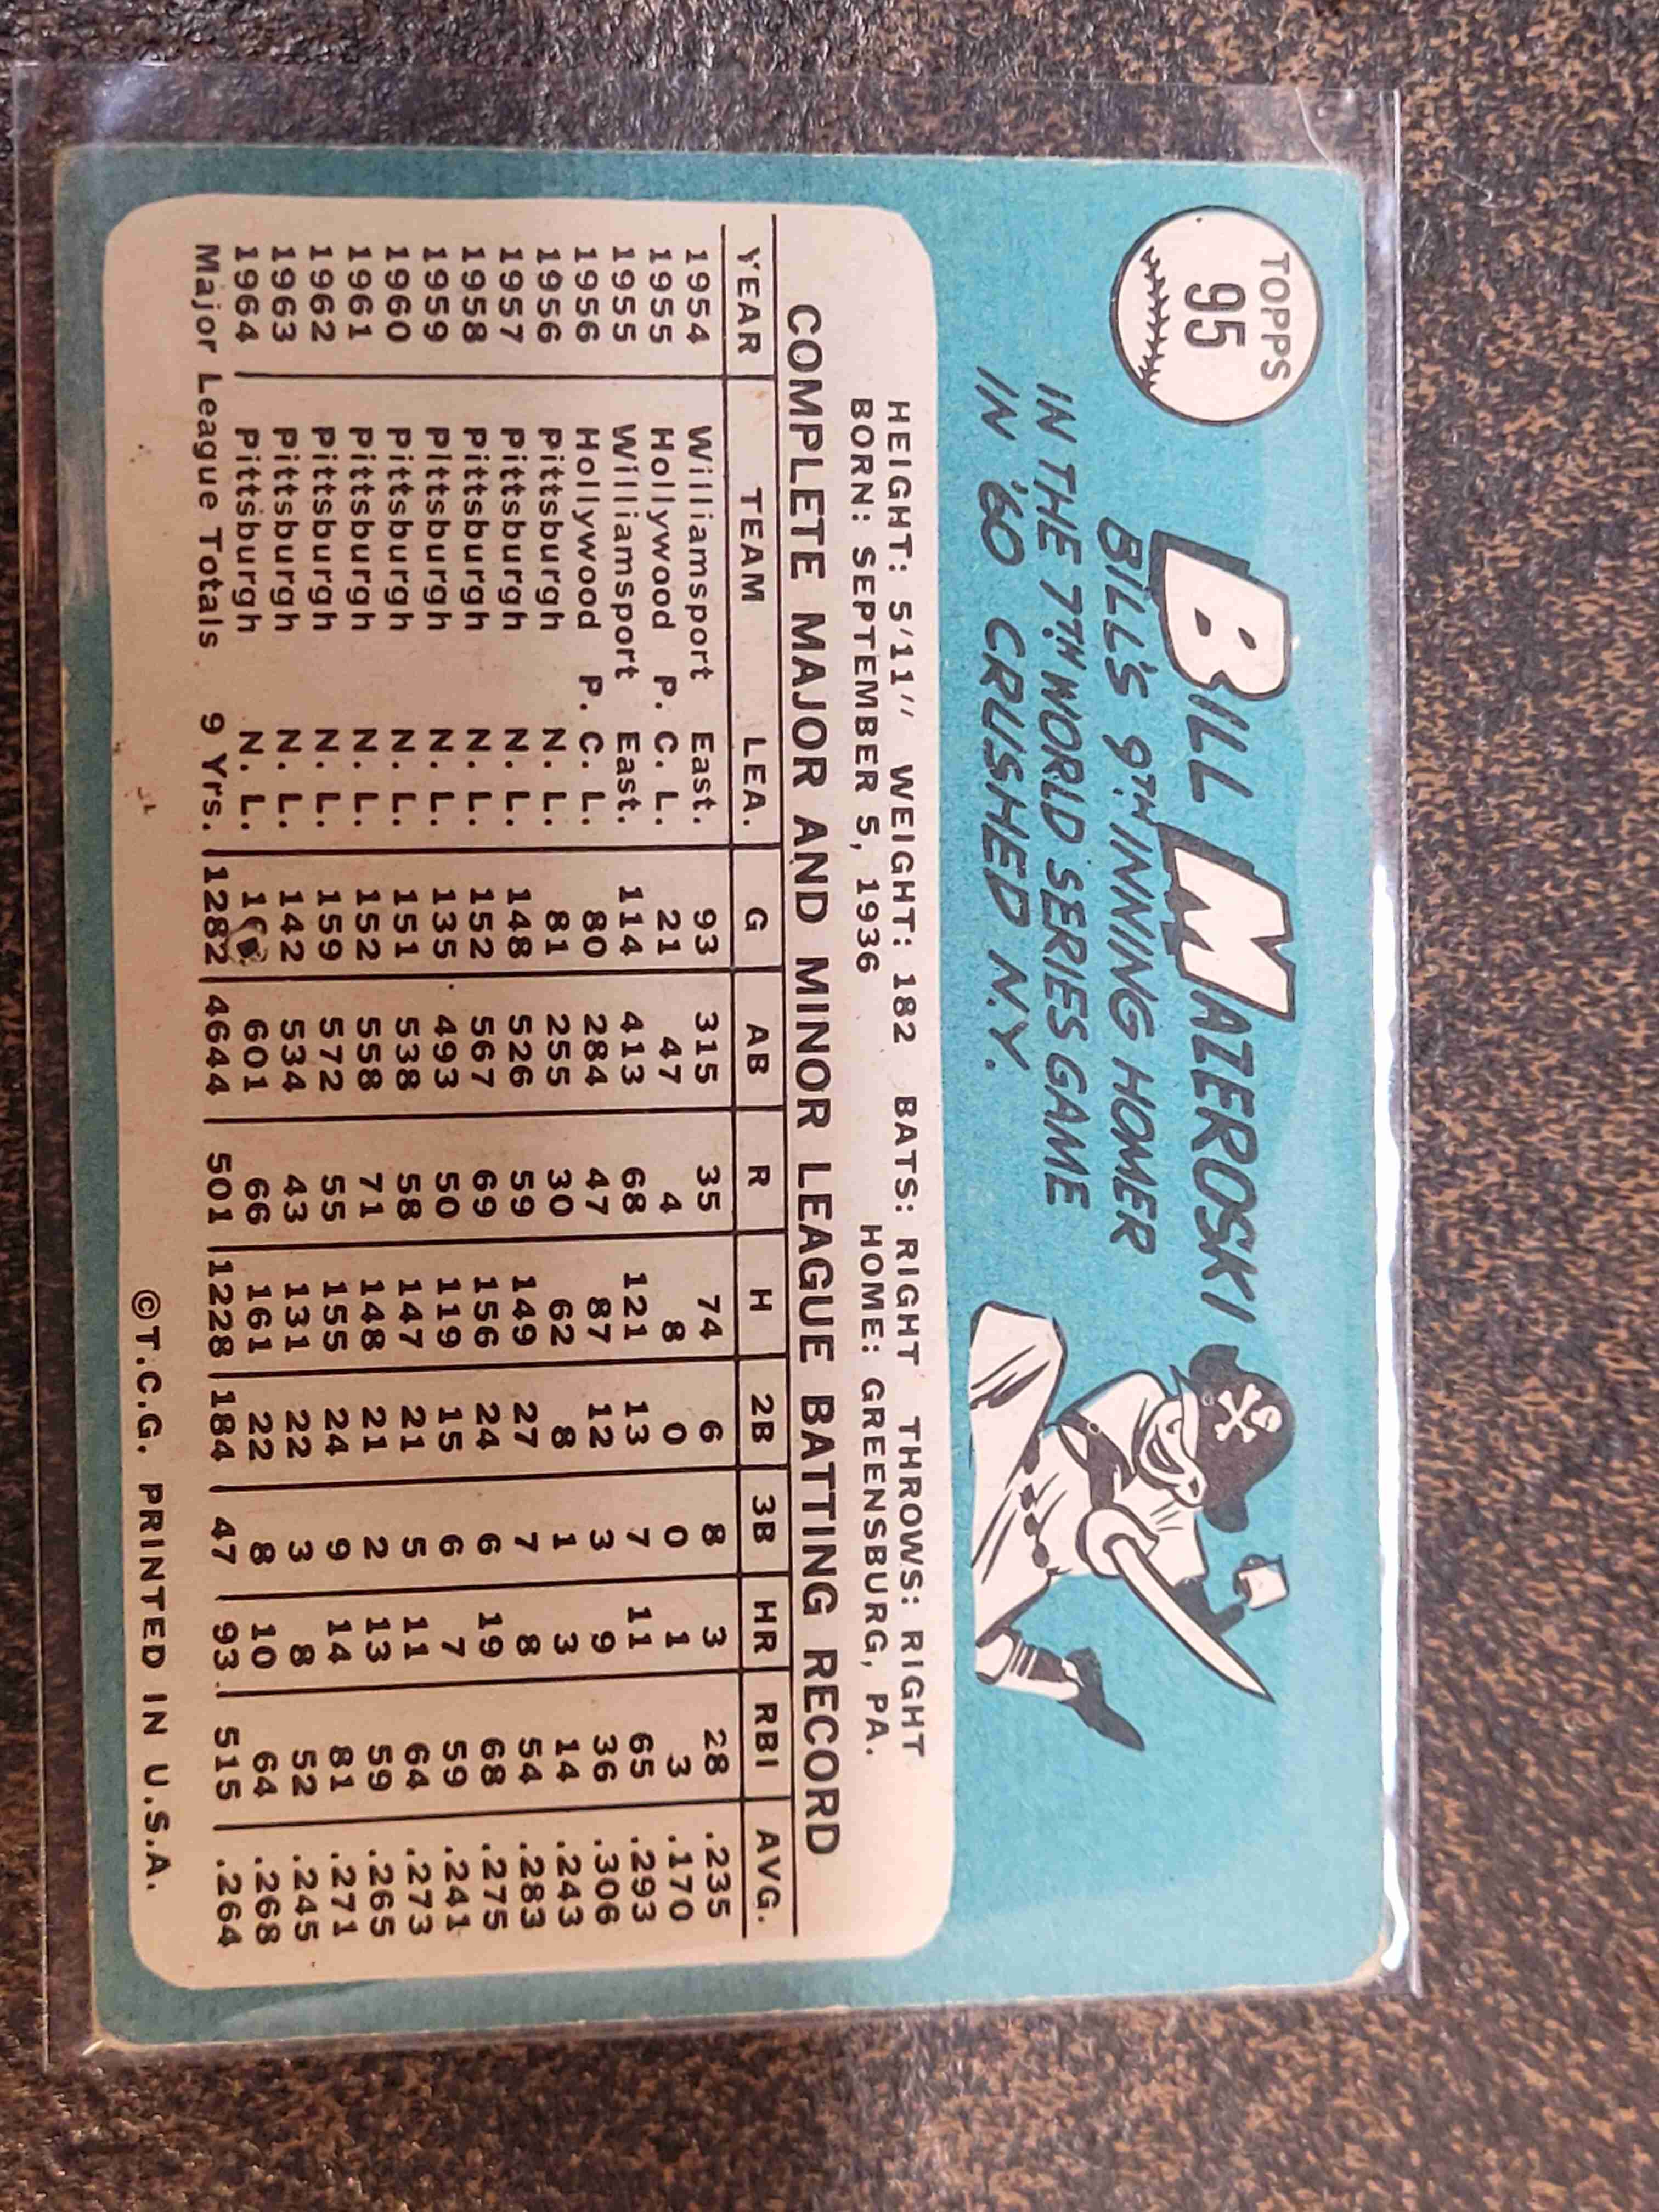 TOPPS
95
BILL MAZEROSKI
BILL'S 9TH INNING HOMER
IN THE 7TH WORLD SERIES GAME
IN '60 CRUSHED N.Y.
HEIGHT: 5'11" WEIGHT: 182 BATS: RIGHT THROWS: RIGHT
BORN: SEPTEMBER 5, 1936 HOME: GREENSBURG, PA.
COMPLETE MAJOR AND MINOR LEAGUE BATTING RECORD
YEAR TEAM LEA. G AB R H 2B 3B HR RBI AVG.
1954 Williamsport East. 93 315 35 74 6 8 3 28 .235
1955 Hollywood P. C. L. 21 47 4 8 0 0 1 3 .170
1955 Williamsport East. 114 413 68 121 13 7 11 65 .293
1956 Hollywood P. C. L. 80 284 47 87 12 3 9 36 .306
1956 Pittsburgh N. L. 81 255 30 62 8 1 3 14 .243
1957 Pittsburgh N. L. 148 526 59 149 27 7 8 54 .283
1958 Pittsburgh N. L. 152 567 69 156 24 6 19 68 .275
1959 Pittsburgh N. L. 135 493 50 119 15 6 7 59 .241
1960 Pittsburgh N. L. 151 538 58 147 21 5 11 64 .273
1961 Pittsburgh N. L. 152 558 71 148 21 2 13 59 .265
1962 Pittsburgh N. L. 159 572 55 155 24 9 14 81 .271
1963 Pittsburgh N. L. 142 534 43 131 22 3 8 52 .245
1964 Pittsburgh N. L. 601 66 161 22 8 10 64 .268
Major League Totals 9 Yrs. 1282 4644 501 1228 184 47 93 515 .264
©T.C.G. PRINTED IN U.S.A.